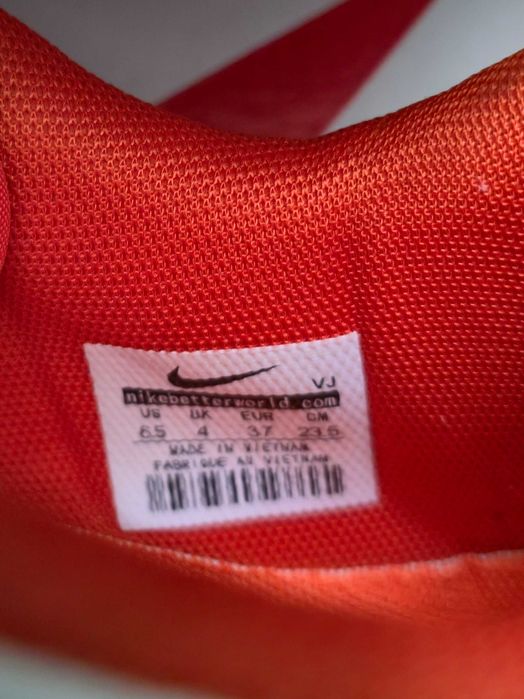 VJ
nikebetterworld.com
US UK EUR CM
6.5 4 37 23.5
MADE IN VIETNAM
FABRIQUE AU VIETNAM